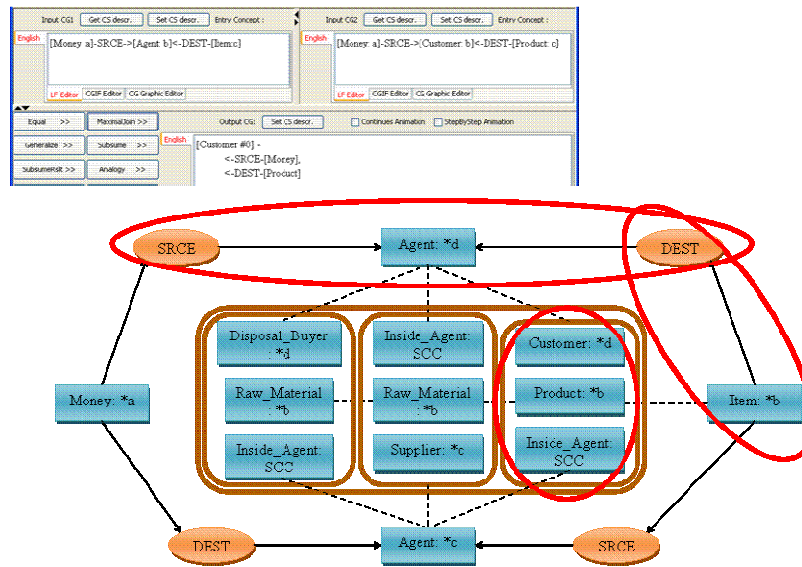 Input CG1 Get CS descr. Set CS descr. Entry Concept :
English
[Money: a]-SRCE->[Agent: b]<-DEST-[Item:c]
LF Editor CGIF Editor CG Graphic Editor
Input CG2 Get CS descr. Set CS descr. Entry Concept :
English
[Money: a]-SRCE->[Customer: b]<-DEST-[Product: c]
LF Editor CGIF Editor CG Graphic Editor
Equal >> MaximalJoin >>
Generalize >> Subsume >>
SubsumeRslt >> Analogy >>
Output CG: Set CS descr. Continues Animation StepByStep Animation
English
[Customer #0] -
<-SRCE-[Money],
<-DEST-[Product]
SRCE Agent: *d DEST
Disposal_Buyer
: *d
Inside_Agent:
SCC
Customer: *d
Money: *a
Raw_Material
: *b
Raw_Material
: *b
Product: *b
Item: *b
Inside_Agent:
SCC
Supplier: *c
Inside_Agent:
SCC
DEST Agent: *c SRCE